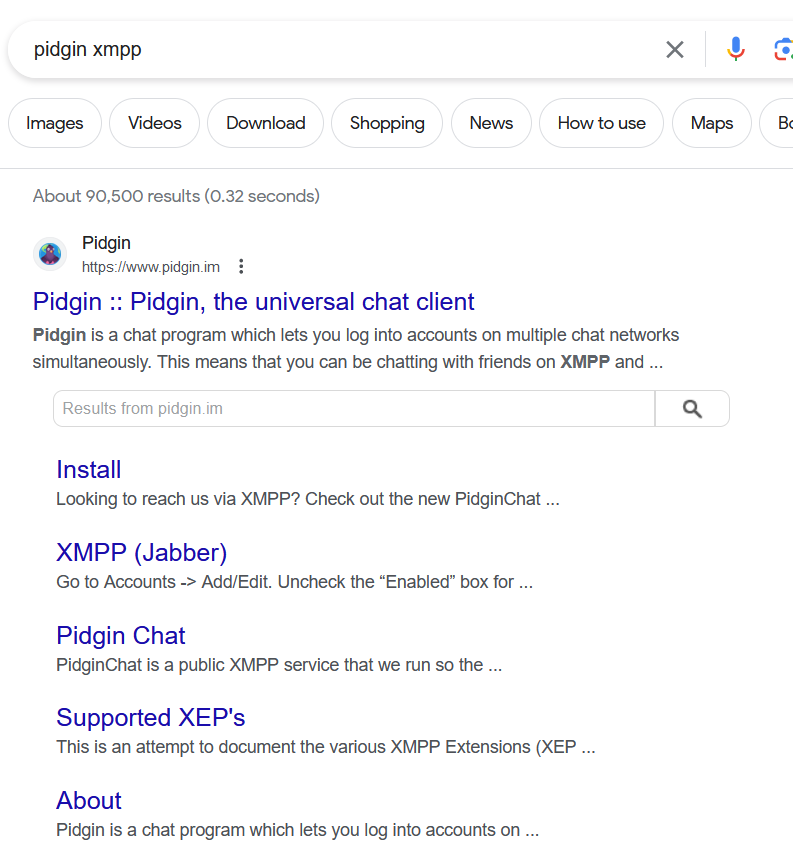 pidgin xmpp
Images Videos Download Shopping News How to use Maps
About 90,500 results (0.32 seconds)
Pidgin
https://www.pidgin.im
Pidgin :: Pidgin, the universal chat client
Pidgin is a chat program which lets you log into accounts on multiple chat networks
simultaneously. This means that you can be chatting with friends on XMPP and ...
Results from pidgin.im
Install
Looking to reach us via XMPP? Check out the new PidginChat ...
XMPP (Jabber)
Go to Accounts -> Add/Edit. Uncheck the “Enabled” box for ...
Pidgin Chat
PidginChat is a public XMPP service that we run so the ...
Supported XEP's
This is an attempt to document the various XMPP Extensions (XEP ...
About
Pidgin is a chat program which lets you log into accounts on ...